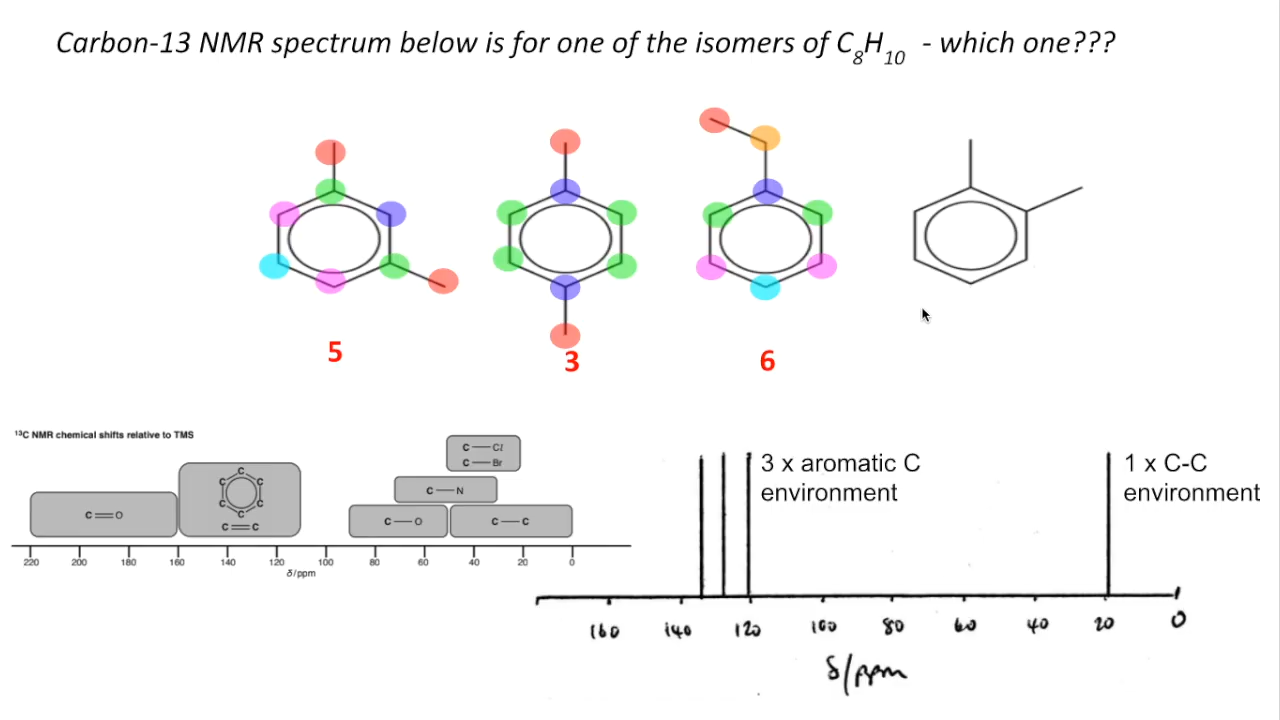 Carbon-13 NMR spectrum below is for one of the isomers of C8H10 - which one???
5
3
6
13C NMR chemical shifts relative to TMS
C—Cl
C—Br
C—N
C=O
C
C C
C C
C
C=C
C—O
C—C
220 200 180 160 140 120 100 80 60 40 20 0
δ/ppm
3 x aromatic C
environment
1 x C-C
environment
160 140 120 100 80 60 40 20 0
δ/ppm